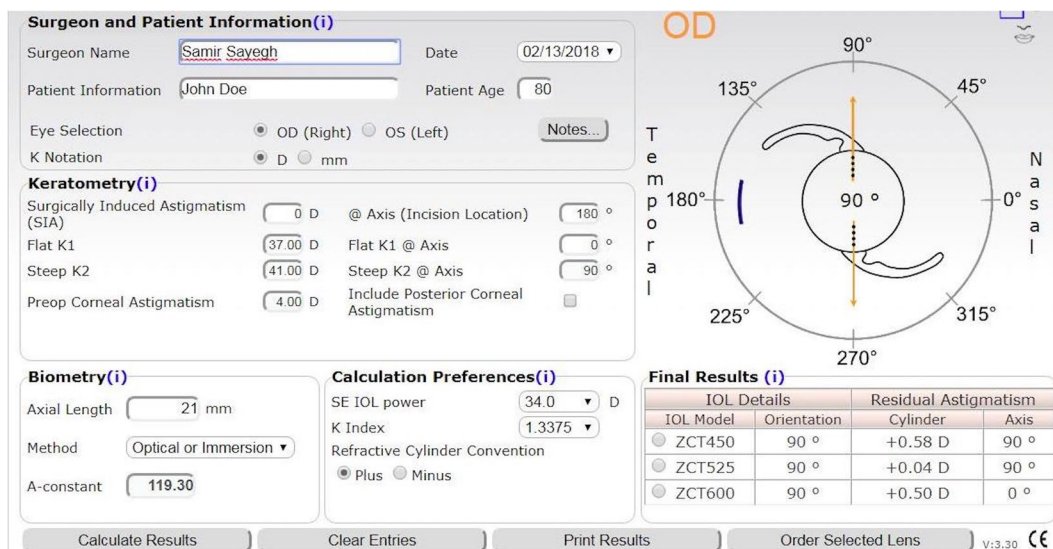 Surgeon and Patient Information(i)
Surgeon Name Samir Sayegh Date 02/13/2018
Patient Information John Doe Patient Age 80
Eye Selection OD (Right) OS (Left) Notes...
K Notation D mm
Keratometry(i)
Surgically Induced Astigmatism (SIA) 0 D @ Axis (Incision Location) 180 º
Flat K1 37.00 D Flat K1 @ Axis 0 º
Steep K2 41.00 D Steep K2 @ Axis 90 º
Preop Corneal Astigmatism 4.00 D Include Posterior Corneal Astigmatism
OD
90°
135° 45°
Temporal 180° 90 º 0° Nasal
225° 315°
270°
Biometry(i)
Axial Length 21 mm
Method Optical or Immersion
A-constant 119.30
Calculation Preferences(i)
SE IOL power 34.0 D
K Index 1.3375
Refractive Cylinder Convention
Plus Minus
Final Results (i)
IOL Details Residual Astigmatism
IOL Model Orientation Cylinder Axis
ZCT450 90 º +0.58 D 90 º
ZCT525 90 º +0.04 D 90 º
ZCT600 90 º +0.50 D 0 º
Calculate Results Clear Entries Print Results Order Selected Lens V:3.30 CE